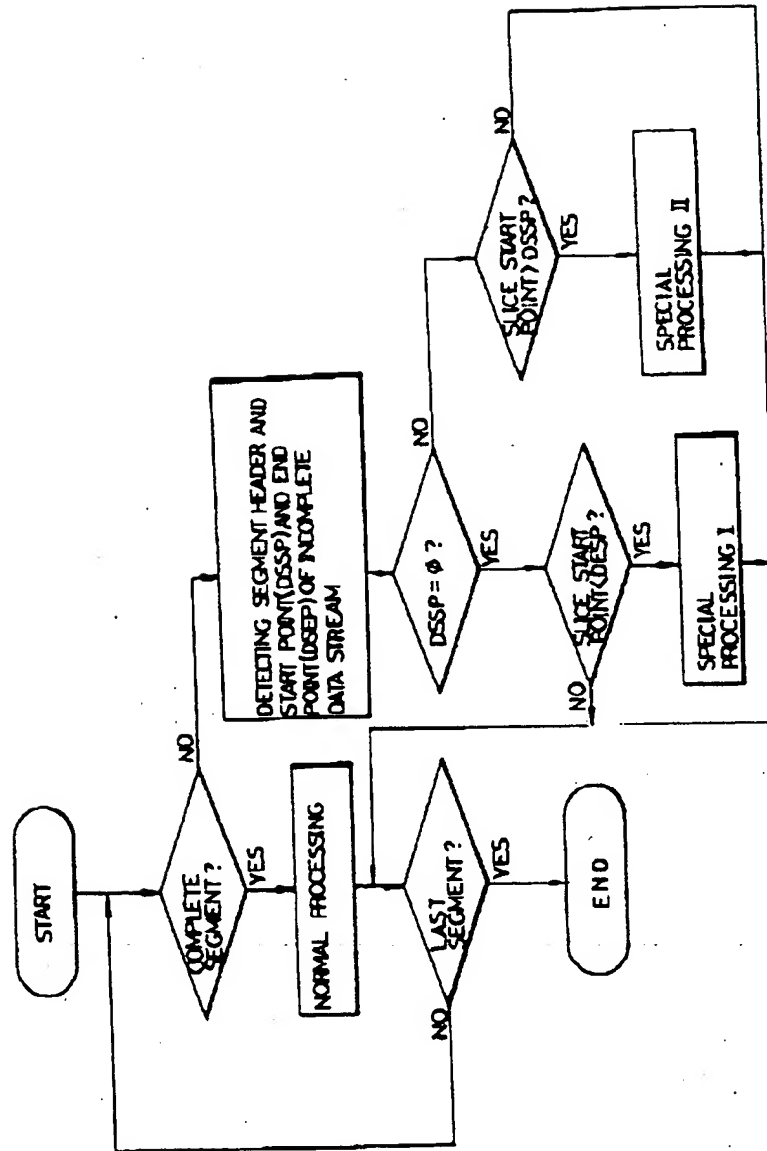 START
COMPLETE
SEGMENT ?
NO
YES
NORMAL PROCESSING
LAST
SEGMENT ?
NO
YES
END
DETECTING SEGMENT HEADER AND
START POINT(DSSP) AND END
POINT(DSEP) OF INCOMPLETE
DATA STREAM
DSSP = ø ?
NO
YES
SLICE START
POINT〈DESP ?
NO
YES
SPECIAL
PROCESSING I
SLICE START
POINT 〉DSSP ?
NO
YES
SPECIAL
PROCESSING II